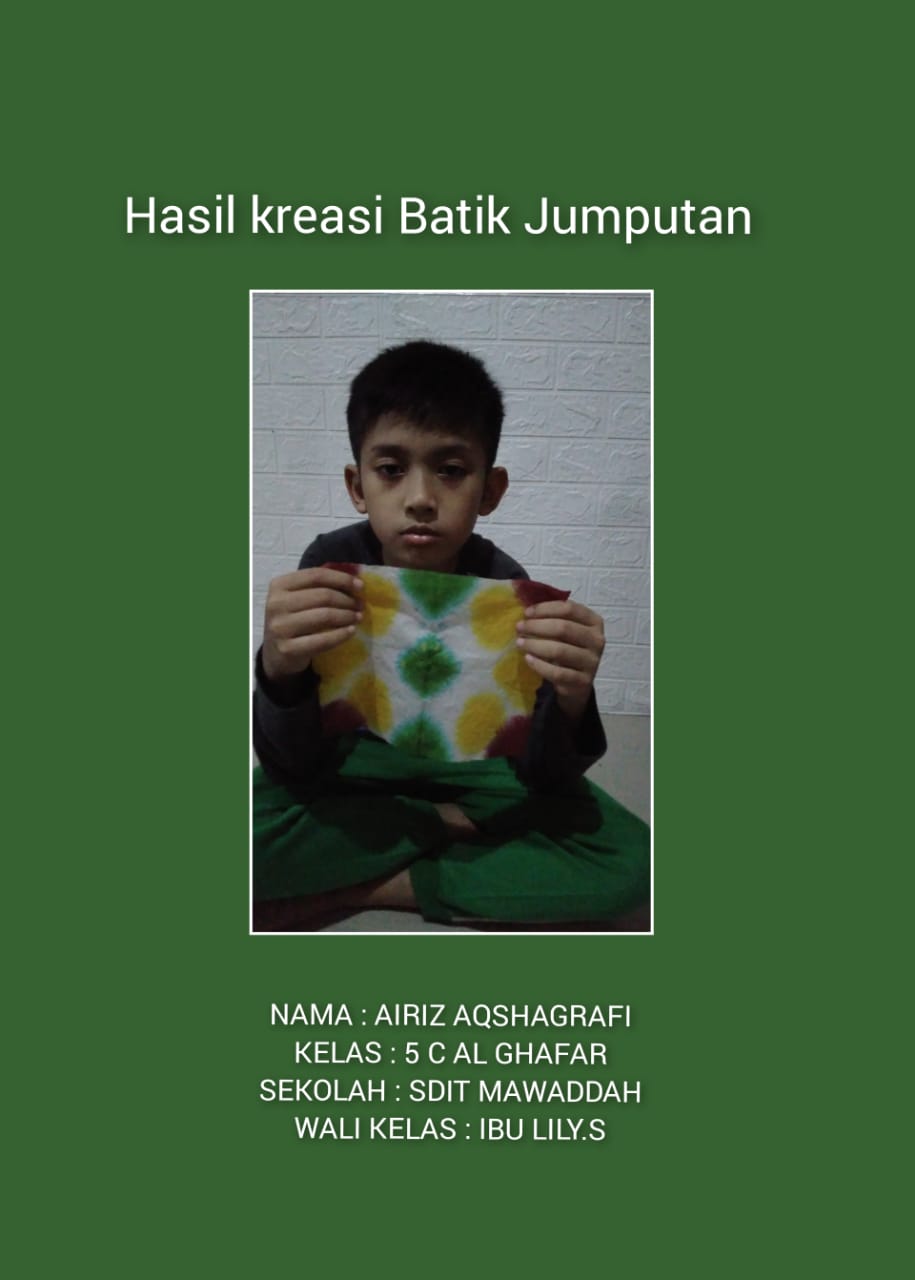 Hasil kreasi Batik Jumputan
NAMA : AIRIZ AQSHAGRAFI
KELAS : 5 C AL GHAFAR
SEKOLAH : SDIT MAWADDAH
WALI KELAS : IBU LILY.S